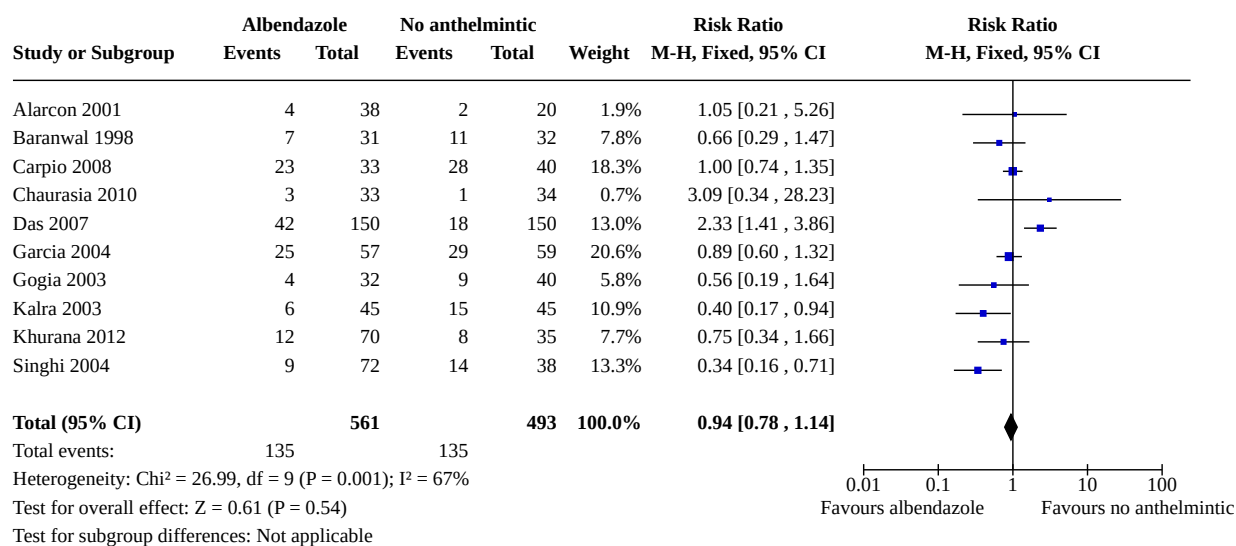 Albendazole No anthelmintic Risk Ratio Risk Ratio
Study or Subgroup Events Total Events Total Weight M-H, Fixed, 95% CI M-H, Fixed, 95% CI
Alarcon 2001 4 38 2 20 1.9% 1.05 [0.21 , 5.26]
Baranwal 1998 7 31 11 32 7.8% 0.66 [0.29 , 1.47]
Carpio 2008 23 33 28 40 18.3% 1.00 [0.74 , 1.35]
Chaurasia 2010 3 33 1 34 0.7% 3.09 [0.34 , 28.23]
Das 2007 42 150 18 150 13.0% 2.33 [1.41 , 3.86]
Garcia 2004 25 57 29 59 20.6% 0.89 [0.60 , 1.32]
Gogia 2003 4 32 9 40 5.8% 0.56 [0.19 , 1.64]
Kalra 2003 6 45 15 45 10.9% 0.40 [0.17 , 0.94]
Khurana 2012 12 70 8 35 7.7% 0.75 [0.34 , 1.66]
Singhi 2004 9 72 14 38 13.3% 0.34 [0.16 , 0.71]
Total (95% CI) 561 493 100.0% 0.94 [0.78 , 1.14]
Total events: 135 135
Heterogeneity: Chi² = 26.99, df = 9 (P = 0.001); I² = 67%
0.01 0.1 1 10 100
Test for overall effect: Z = 0.61 (P = 0.54)
Favours albendazole Favours no anthelmintic
Test for subgroup differences: Not applicable